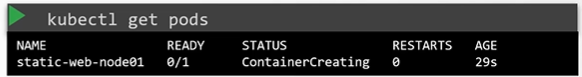 kubectl get pods
NAME READY STATUS RESTARTS AGE
static-web-node01 0/1 ContainerCreating 0 29s